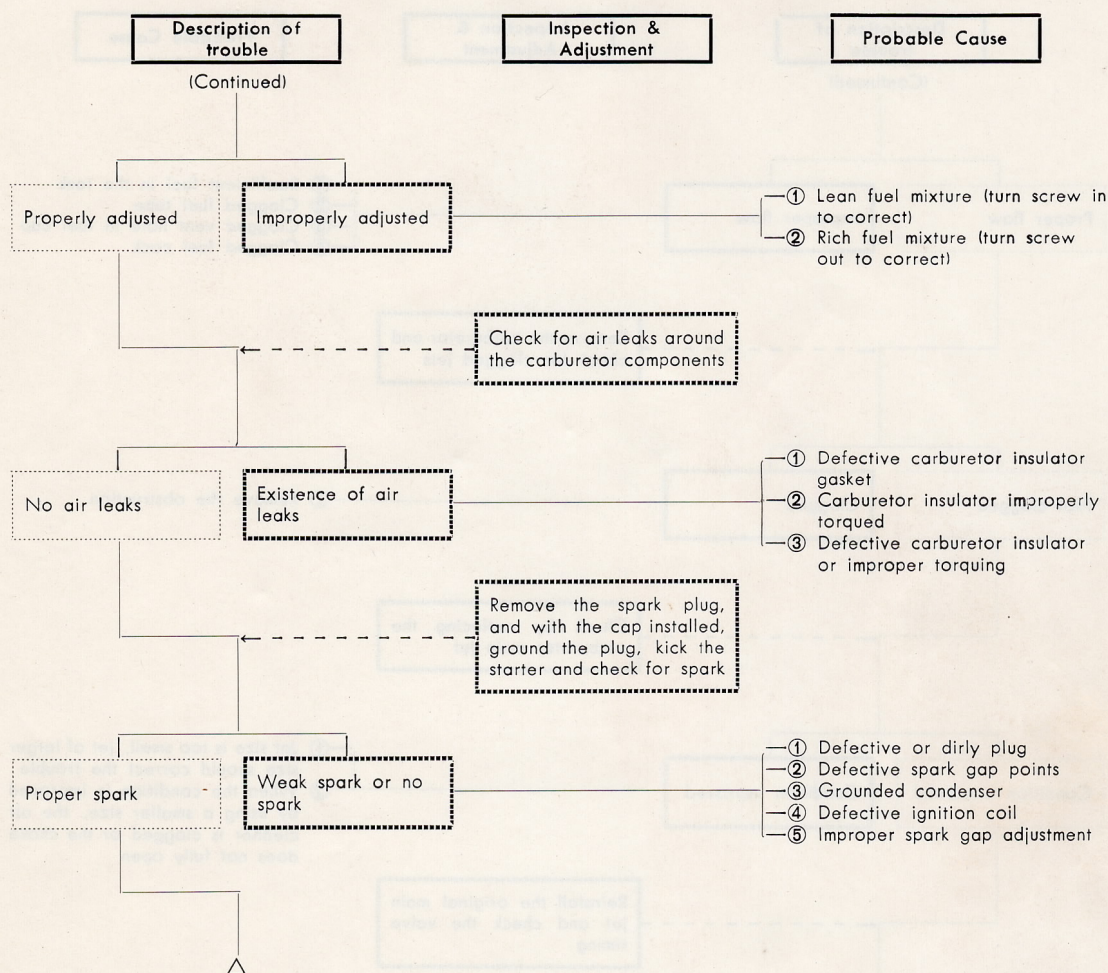 Description of
trouble
Inspection &
Adjustment
Probable Cause
(Continued)
Properly adjusted
Improperly adjusted
① Lean fuel mixture (turn screw in
to correct)
② Rich fuel mixture (turn screw
out to correct)
Check for air leaks around
the carburetor components
No air leaks
Existence of air
leaks
① Defective carburetor insulator
gasket
② Carburetor insulator improperly
torqued
③ Defective carburetor insulator
or improper torquing
Remove the spark plug,
and with the cap installed,
ground the plug, kick the
starter and check for spark
Proper spark
Weak spark or no
spark
① Defective or dirly plug
② Defective spark gap points
③ Grounded condenser
④ Defective ignition coil
⑤ Improper spark gap adjustment